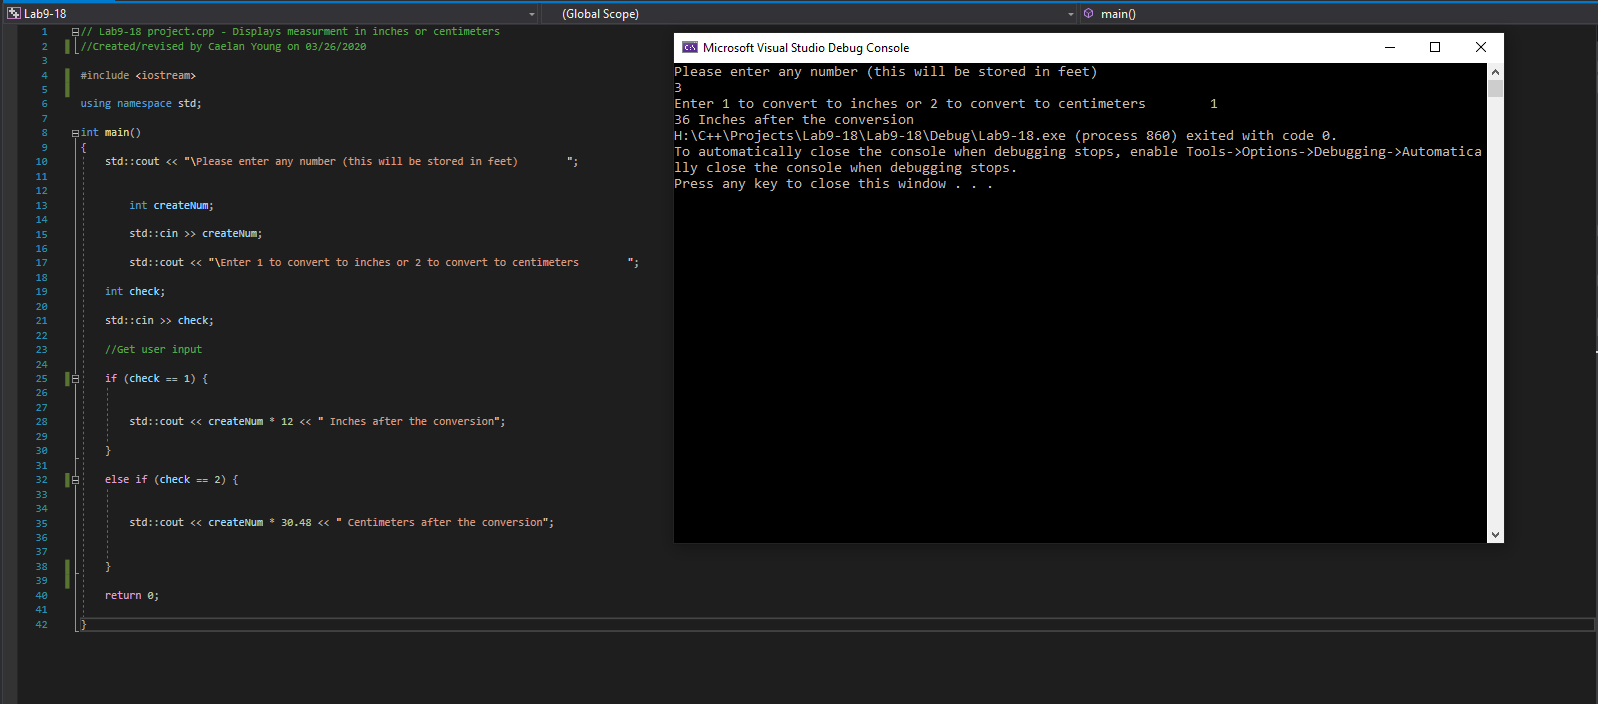 Lab9-18 (Global Scope) main()
1 // Lab9-18 project.cpp - Displays measurment in inches or centimeters
2 //Created/revised by Caelan Young on 03/26/2020
3
4 #include <iostream>
5
6 using namespace std;
7
8 int main()
9 {
10 std::cout << "\Please enter any number (this will be stored in feet)        ";
11
12
13 int createNum;
14
15 std::cin >> createNum;
16
17 std::cout << "\Enter 1 to convert to inches or 2 to convert to centimeters        ";
18
19 int check;
20
21 std::cin >> check;
22
23 //Get user input
24
25 if (check == 1) {
26
27
28 std::cout << createNum * 12 << " Inches after the conversion";
29
30 }
31
32 else if (check == 2) {
33
34
35 std::cout << createNum * 30.48 << " Centimeters after the conversion";
36
37
38 }
39
40 return 0;
41
42 }
C:\ Microsoft Visual Studio Debug Console
Please enter any number (this will be stored in feet)
3
Enter 1 to convert to inches or 2 to convert to centimeters        1
36 Inches after the conversion
H:\C++\Projects\Lab9-18\Lab9-18\Debug\Lab9-18.exe (process 860) exited with code 0.
To automatically close the console when debugging stops, enable Tools->Options->Debugging->Automatica
lly close the console when debugging stops.
Press any key to close this window . . .